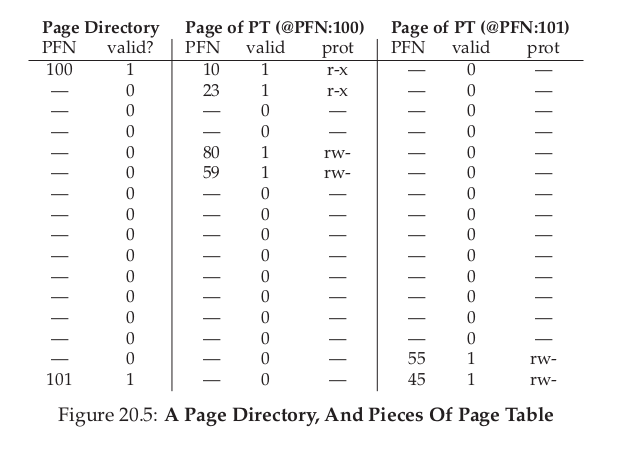 Page Directory Page of PT (@PFN:100) Page of PT (@PFN:101)
PFN valid? PFN valid prot PFN valid prot
100 1 10 1 r-x — 0 —
— 0 23 1 r-x — 0 —
— 0 — 0 — — 0 —
— 0 — 0 — — 0 —
— 0 80 1 rw- — 0 —
— 0 59 1 rw- — 0 —
— 0 — 0 — — 0 —
— 0 — 0 — — 0 —
— 0 — 0 — — 0 —
— 0 — 0 — — 0 —
— 0 — 0 — — 0 —
— 0 — 0 — — 0 —
— 0 — 0 — — 0 —
— 0 — 0 — — 0 —
— 0 — 0 — 55 1 rw-
101 1 — 0 — 45 1 rw-
Figure 20.5: A Page Directory, And Pieces Of Page Table